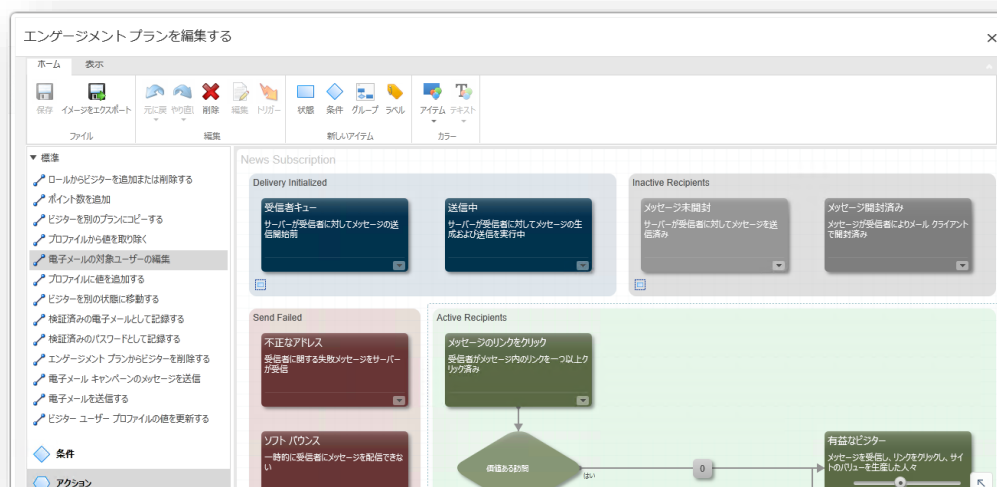 エンゲージメント プランを編集する
ホーム 表示
保存 イメージをエクスポート 元に戻 やり直し 削除 編集 トリガー 状態 条件 グループ ラベル アイテム テキスト
ファイル 編集 新しいアイテム カラー
標準
ロールからビジターを追加または削除する
ポイント数を追加
ビジターを別のプランにコピーする
プロファイルから値を取り除く
電子メールの対象ユーザーの編集
プロファイルに値を追加する
ビジターを別の状態に移動する
検証済みの電子メールとして記録する
検証済みのパスワードとして記録する
エンゲージメント プランからビジターを削除する
電子メール キャンペーンのメッセージを送信
電子メールを送信する
ビジター ユーザー プロファイルの値を更新する
条件
アクション
News Subscription
Delivery Initialized
受信者キュー
サーバーが受信者に対してメッセージの送
信開始前
送信中
サーバーが受信者に対してメッセージの生
成および送信を実行中
Inactive Recipients
メッセージ未開封
サーバーが受信者に対してメッセージを送
信済み
メッセージ開封済み
メッセージが受信者によりメール クライアント
で開封済み
Send Failed
不正なアドレス
受信者に関する失敗メッセージをサーバー
が受信
ソフト バウンス
一時的に受信者にメッセージを配信できな
い
Active Recipients
メッセージのリンクをクリック
受信者がメッセージ内のリンクを一つ以上ク
リック済み
価値ある訪問
はい
0
有益なビジター
メッセージを受信し、リンクをクリックし、サイ
トのバリューを生産した人々